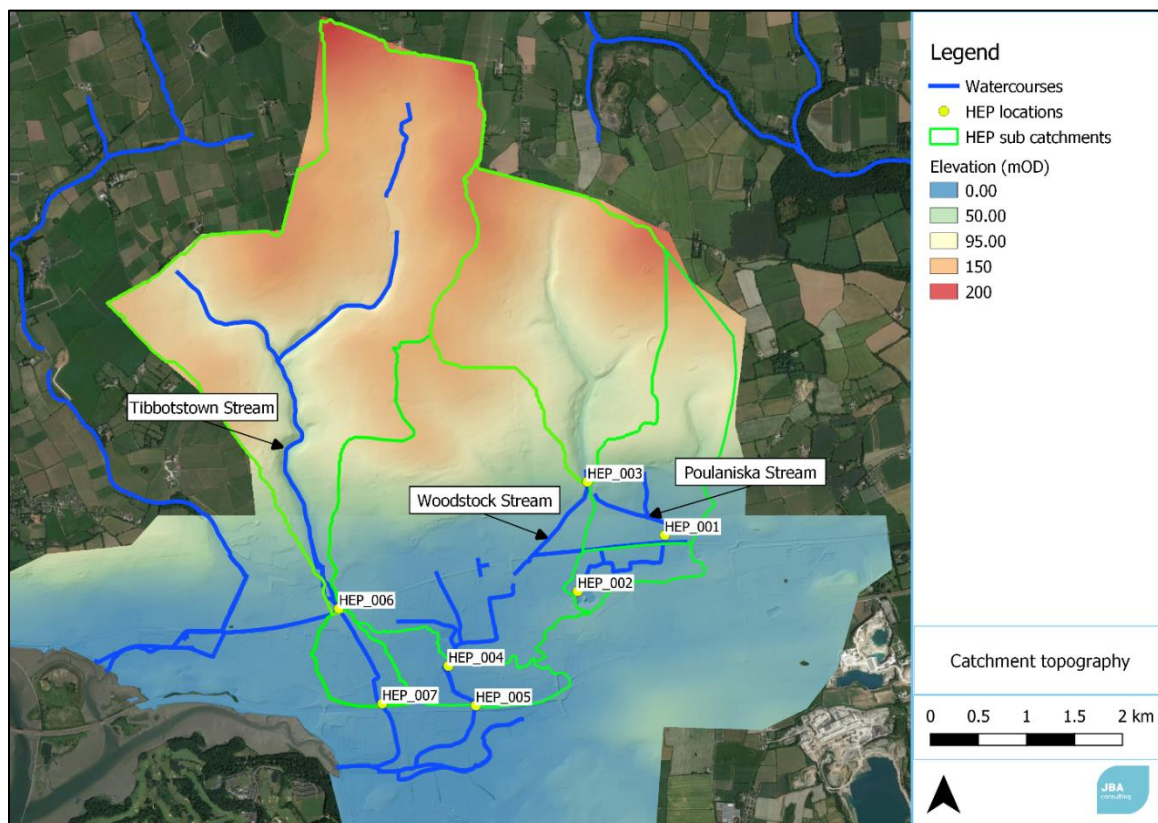 Legend
Watercourses
HEP locations
HEP sub catchments
Elevation (mOD)
0.00
50.00
95.00
150
200
Tibbotstown Stream
HEP_003
Poulaniska Stream
Woodstock Stream
HEP_001
HEP_002
HEP_006
HEP_004
HEP_007
HEP_005
Catchment topography
0 0.5 1 1.5 2 km
JBA
consulting